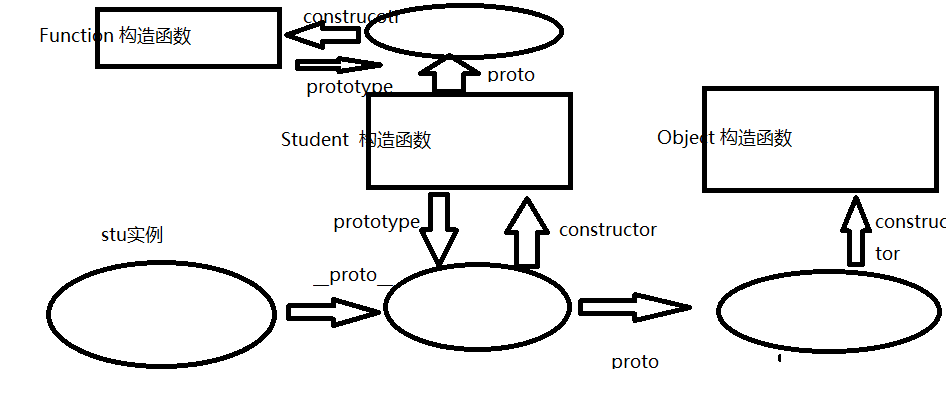 construcotr
Function 构造函数
prototype
proto
Student 构造函数
Object 构造函数
prototype
constructor
construc
tor
stu实例
__proto__
proto